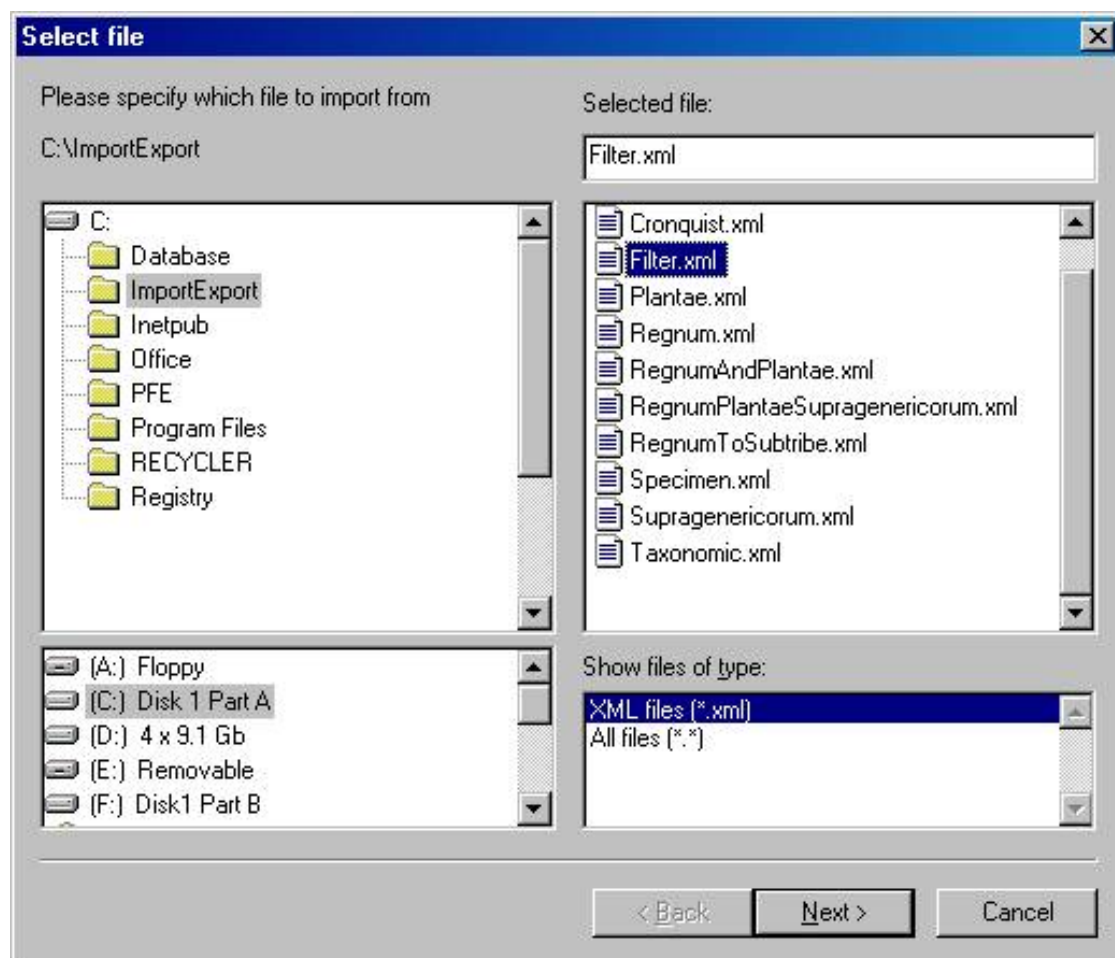 Select file
Please specify which file to import from
C:\ImportExport
Selected file:
Filter.xml
C:
Database
ImportExport
Inetpub
Office
PFE
Program Files
RECYCLER
Registry
Cronquist.xml
Filter.xml
Plantae.xml
Regnum.xml
RegnumAndPlantae.xml
RegnumPlantaeSupragenericorum.xml
RegnumToSubtribe.xml
Specimen.xml
Supragenericorum.xml
Taxonomic.xml
(A:) Floppy
(C:) Disk 1 Part A
(D:) 4 x 9.1 Gb
(E:) Removable
(F:) Disk1 Part B
Show files of type:
XML files (*.xml)
All files (*.*)
< Back
Next >
Cancel